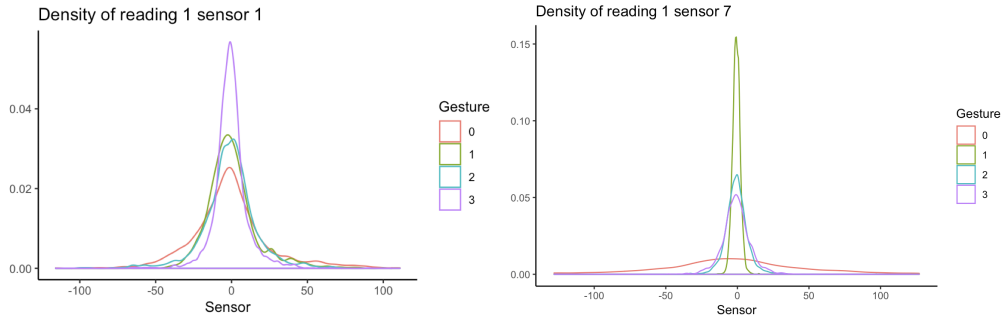 Density of reading 1 sensor 1
0.04
0.02
0.00
-100 -50 0 50 100
Sensor
Gesture
0
1
2
3
Density of reading 1 sensor 7
0.15
0.10
0.05
0.00
-100 -50 0 50 100
Sensor
Gesture
0
1
2
3